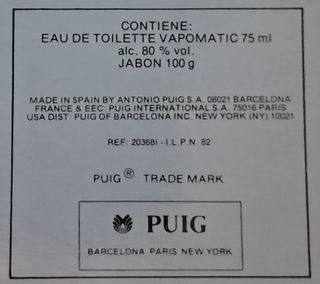 CONTIENE:
EAU DE TOILETTE VAPOMATIC 75 ml
alc. 80 % vol.
JABON 100 g
MADE IN SPAIN BY ANTONIO PUIG S.A. 08021 BARCELONA
FRANCE & EEC. PUIG INTERNATIONAL S.A. 75016 PARIS
USA DIST: PUIG OF BARCELONA INC. NEW YORK (NY) 10021
REF: 203681 - I.L.P.N. 82
PUIG® TRADE MARK
PUIG
BARCELONA PARIS NEW YORK